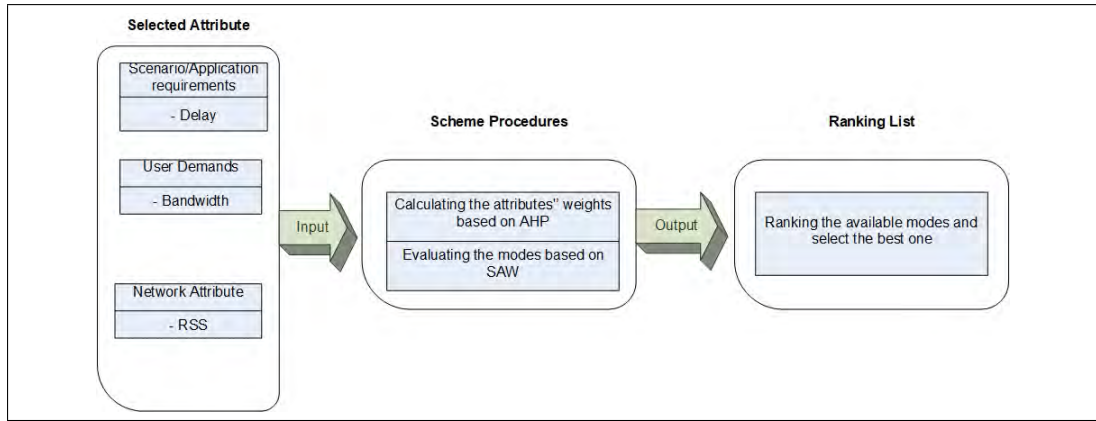 Selected Attribute
Scenario/Application
requirements
- Delay
User Demands
- Bandwidth
Network Attribute
- RSS
Input
Scheme Procedures
Calculating the attributes" weights
based on AHP
Evaluating the modes based on
SAW
Output
Ranking List
Ranking the available modes and
select the best one